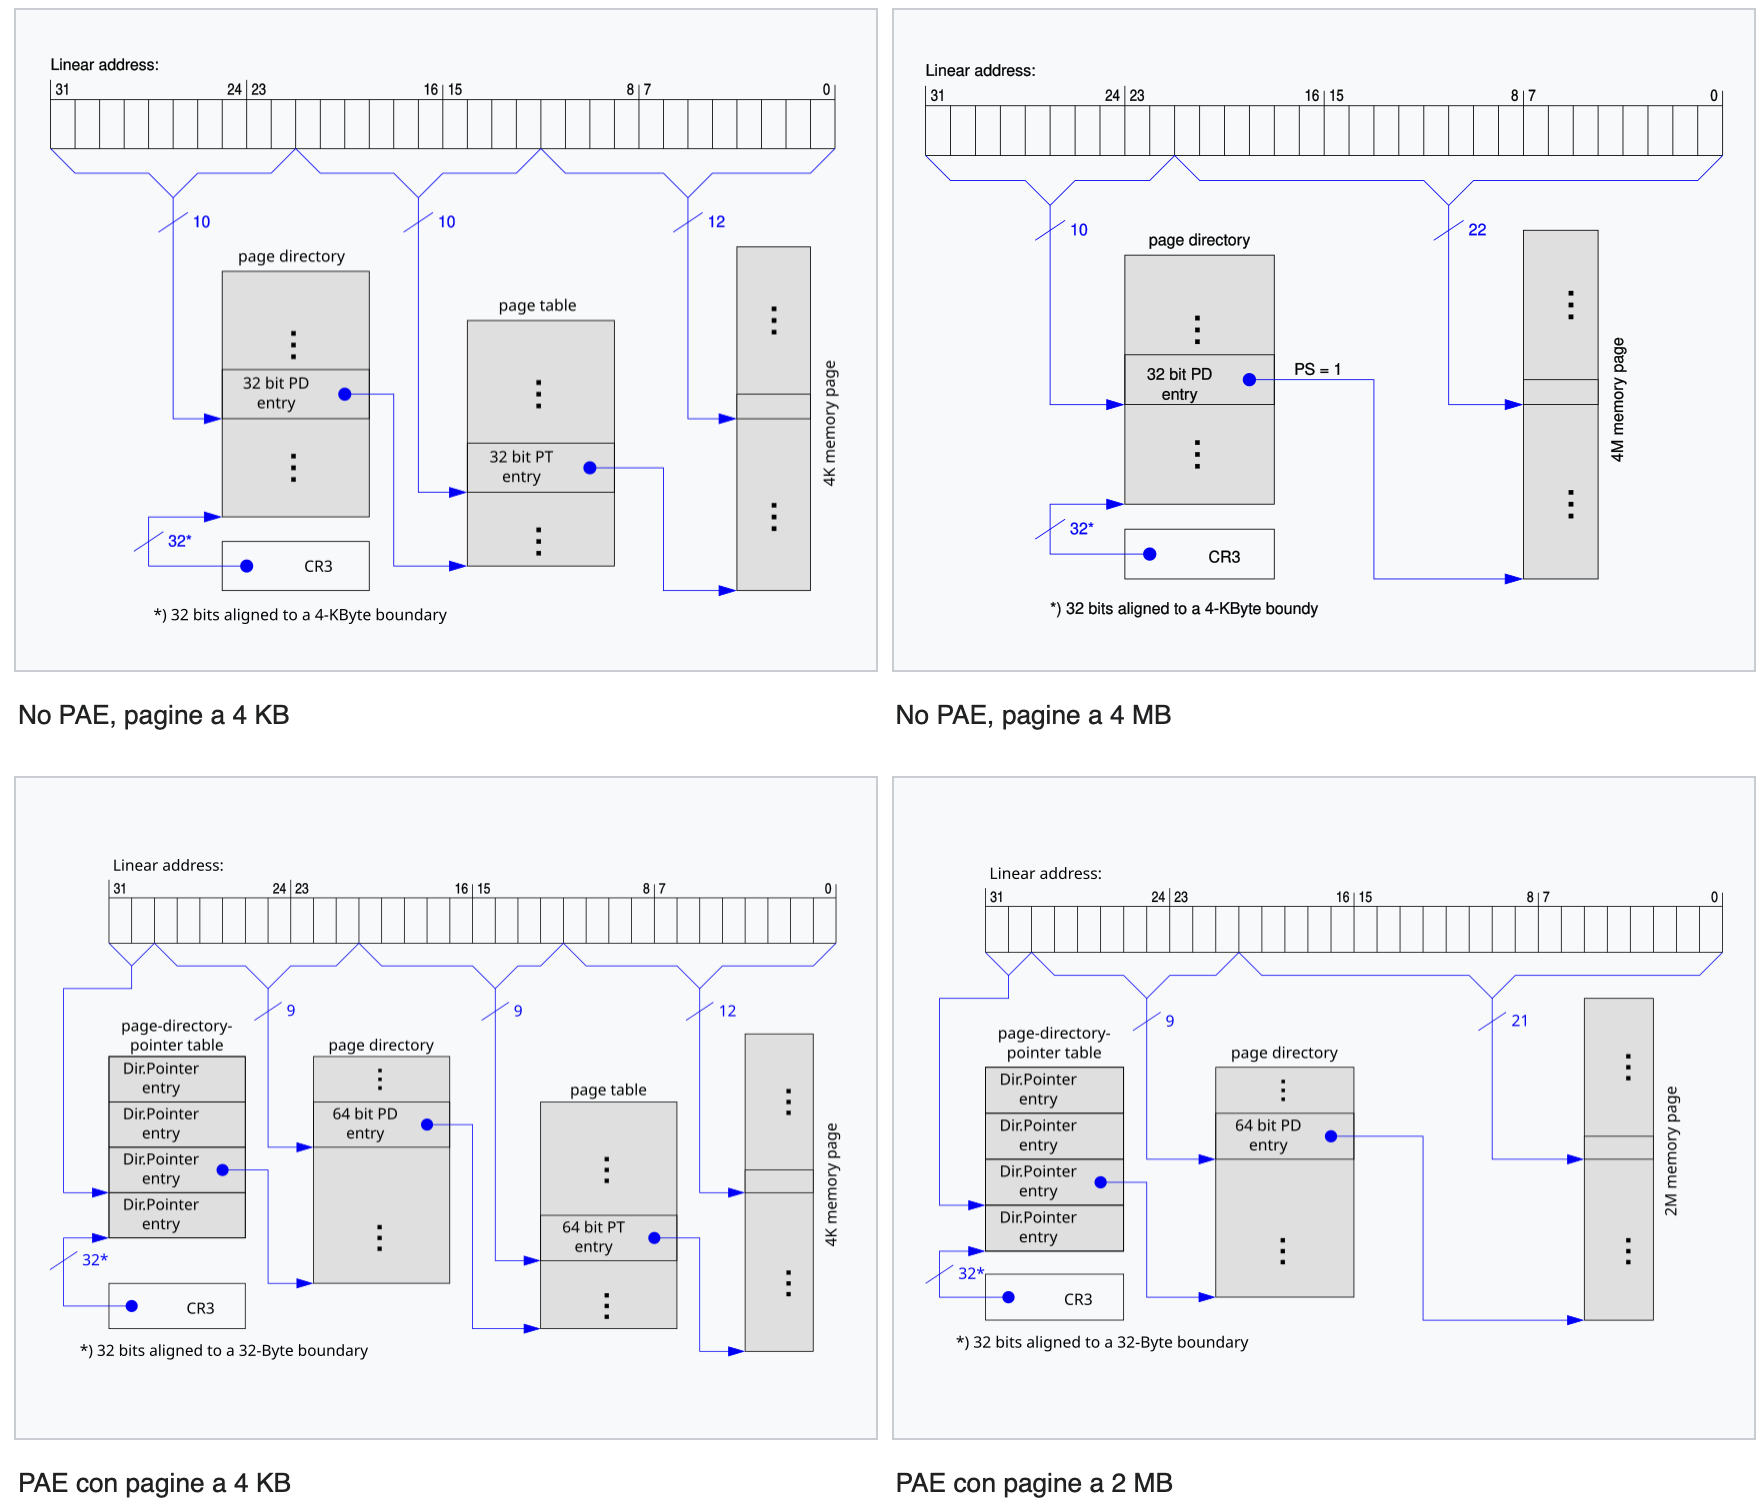 Linear address:
31 24 23 16 15 8 7 0
10 10 12
page directory
page table
32 bit PD
entry
32 bit PT
entry
4K memory page
32*
CR3
*) 32 bits aligned to a 4-KByte boundary
No PAE, pagine a 4 KB
Linear address:
31 24 23 16 15 8 7 0
10 22
page directory
32 bit PD
entry
PS = 1
4M memory page
32*
CR3
*) 32 bits aligned to a 4-KByte boundy
No PAE, pagine a 4 MB
Linear address:
31 24 23 16 15 8 7 0
9 9 12
page-directory-
pointer table
page directory
page table
Dir.Pointer
entry
Dir.Pointer
entry
Dir.Pointer
entry
Dir.Pointer
entry
64 bit PD
entry
64 bit PT
entry
4K memory page
32*
CR3
*) 32 bits aligned to a 32-Byte boundary
PAE con pagine a 4 KB
Linear address:
31 24 23 16 15 8 7 0
9 21
page-directory-
pointer table
page directory
Dir.Pointer
entry
Dir.Pointer
entry
Dir.Pointer
entry
Dir.Pointer
entry
64 bit PD
entry
2M memory page
32*
CR3
*) 32 bits aligned to a 32-Byte boundary
PAE con pagine a 2 MB